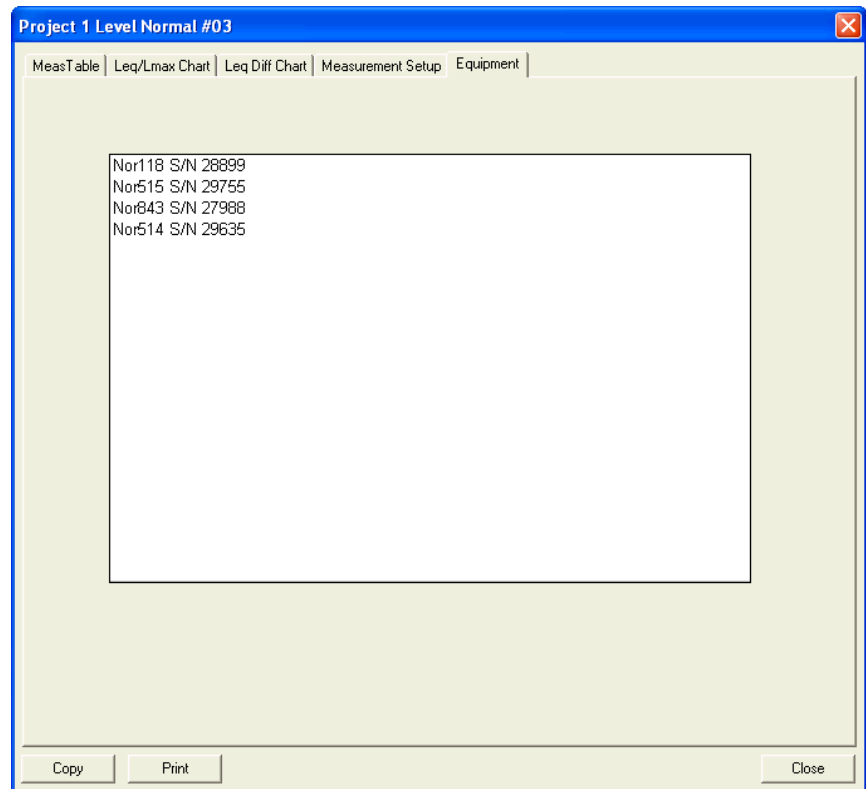 Project 1 Level Normal #03
MeasTable Leq/Lmax Chart Leq Diff Chart Measurement Setup Equipment
Nor118 S/N 28899
Nor515 S/N 29755
Nor843 S/N 27988
Nor514 S/N 29635
Copy Print Close